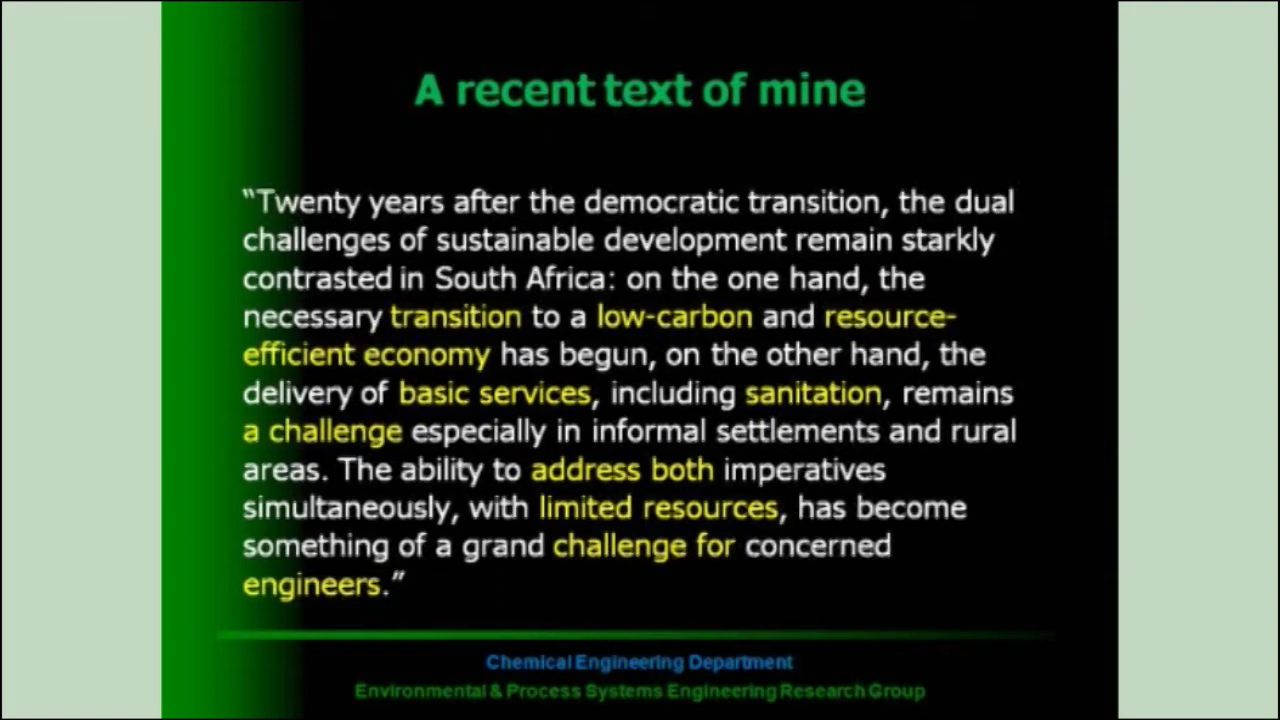 A recent text of mine
“Twenty years after the democratic transition, the dual
challenges of sustainable development remain starkly
contrasted in South Africa: on the one hand, the
necessary transition to a low-carbon and resource-
efficient economy has begun, on the other hand, the
delivery of basic services, including sanitation, remains
a challenge especially in informal settlements and rural
areas. The ability to address both imperatives
simultaneously, with limited resources, has become
something of a grand challenge for concerned
engineers.”
Chemical Engineering Department
Environmental & Process Systems Engineering Research Group